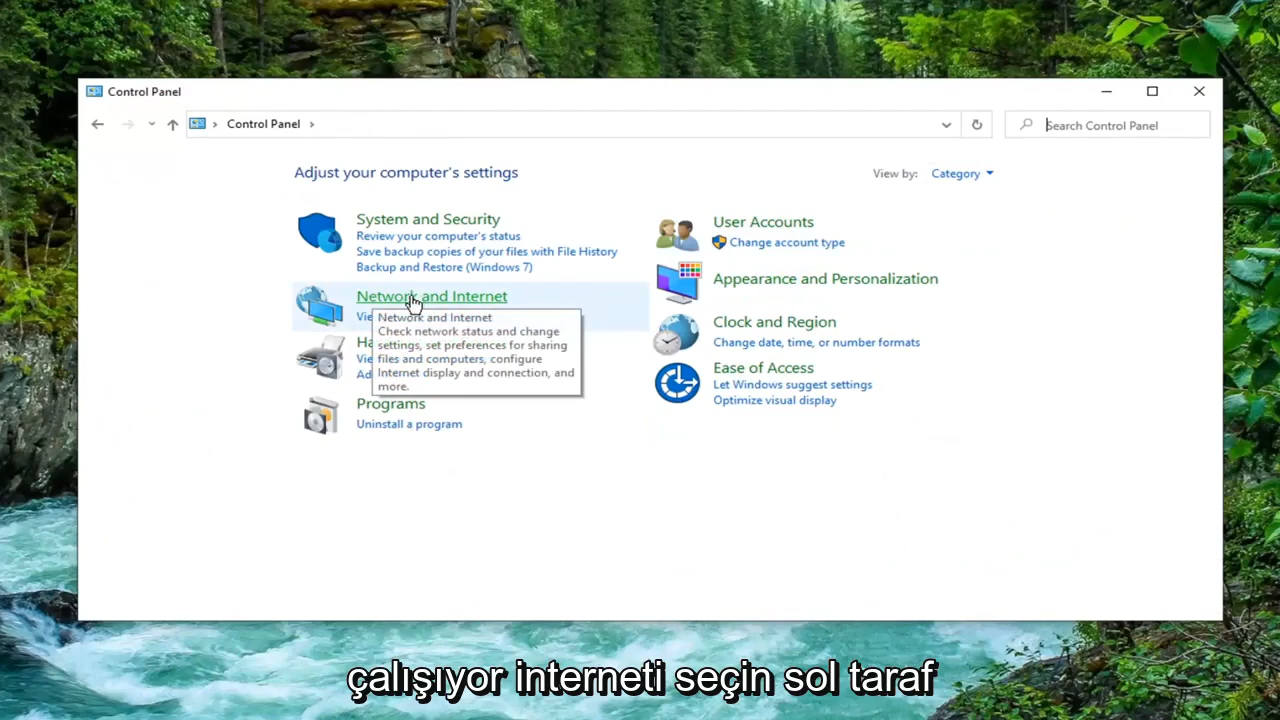 Control Panel
Control Panel
Search Control Panel
Adjust your computer's settings
View by: Category
System and Security
Review your computer's status
Save backup copies of your files with File History
Backup and Restore (Windows 7)
Network and Internet
Network and Internet
Check network status and change
settings, set preferences for sharing
files and computers, configure
Internet display and connection, and
more.
Programs
Uninstall a program
User Accounts
Change account type
Appearance and Personalization
Clock and Region
Change date, time, or number formats
Ease of Access
Let Windows suggest settings
Optimize visual display
çalışıyor interneti seçin sol taraf